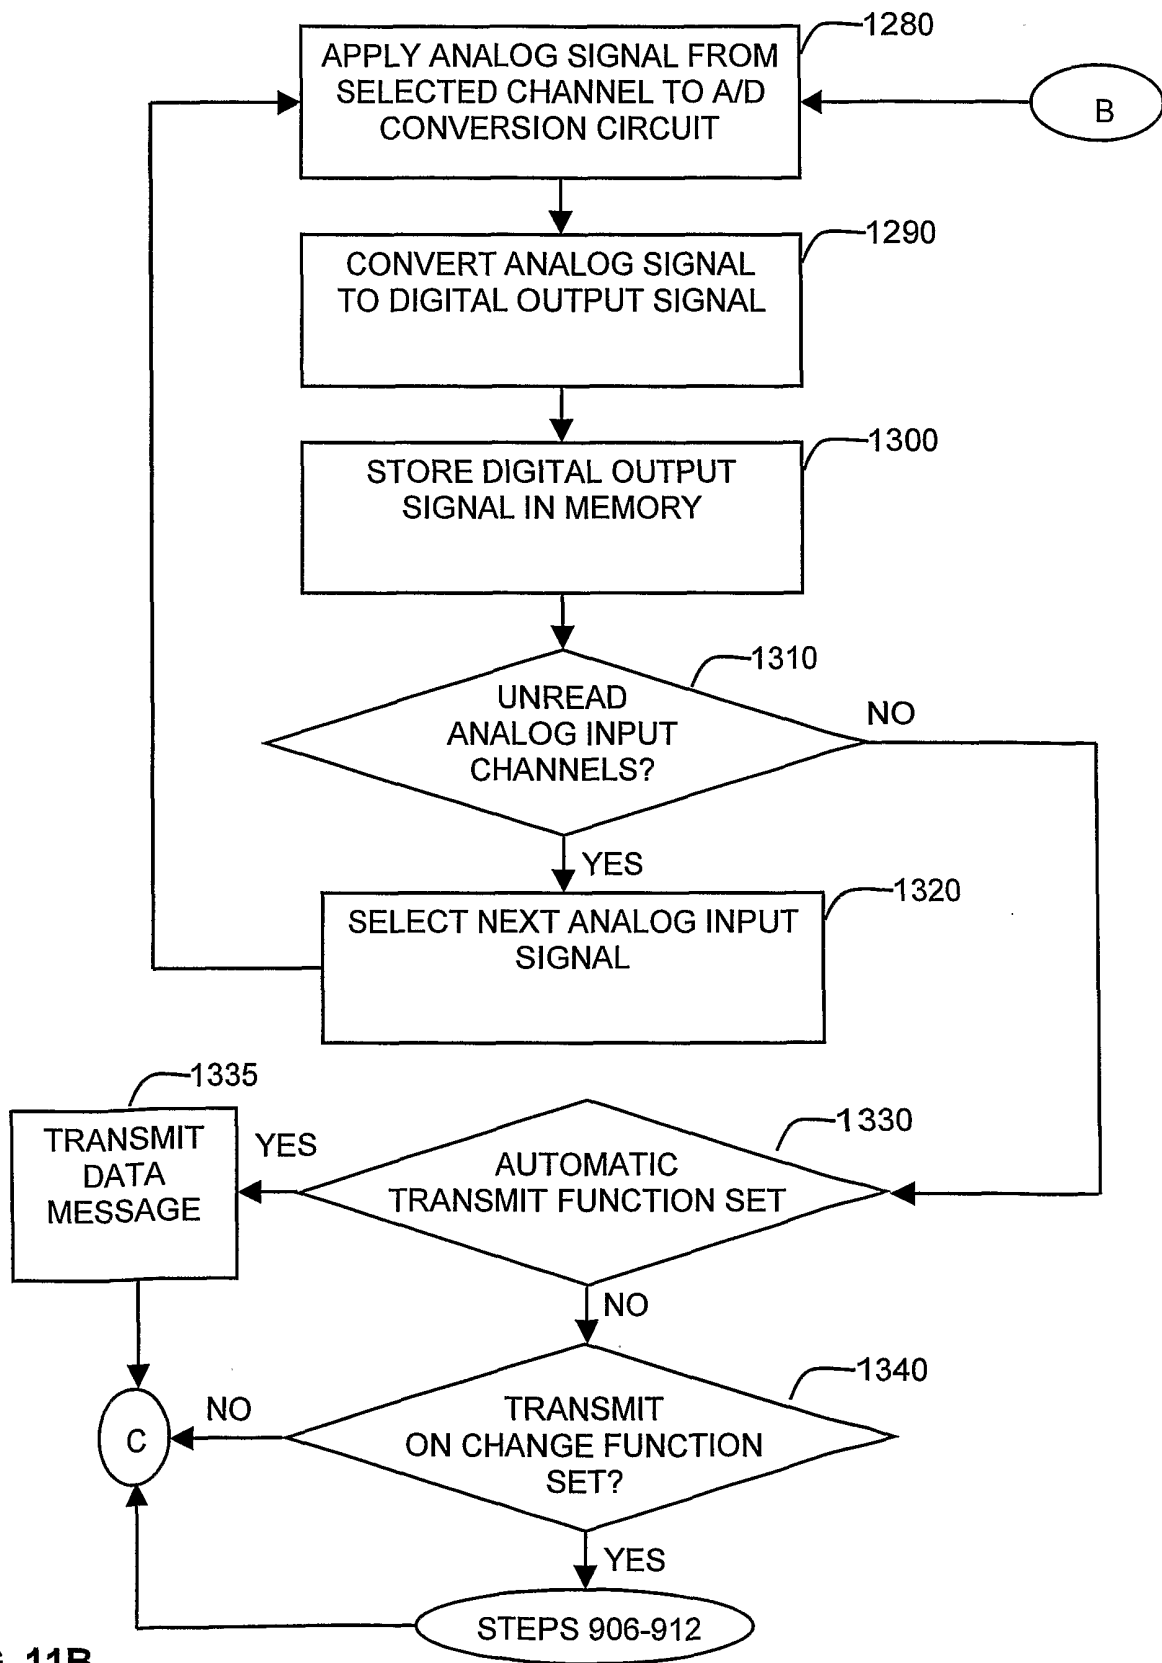 1280
APPLY ANALOG SIGNAL FROM
SELECTED CHANNEL TO A/D
CONVERSION CIRCUIT
B
1290
CONVERT ANALOG SIGNAL
TO DIGITAL OUTPUT SIGNAL
1300
STORE DIGITAL OUTPUT
SIGNAL IN MEMORY
1310
UNREAD
ANALOG INPUT
CHANNELS?
NO
YES
1320
SELECT NEXT ANALOG INPUT
SIGNAL
1335
TRANSMIT
DATA
MESSAGE
YES
1330
AUTOMATIC
TRANSMIT FUNCTION SET
NO
1340
TRANSMIT
ON CHANGE FUNCTION
SET?
NO
C
YES
STEPS 906-912
11B